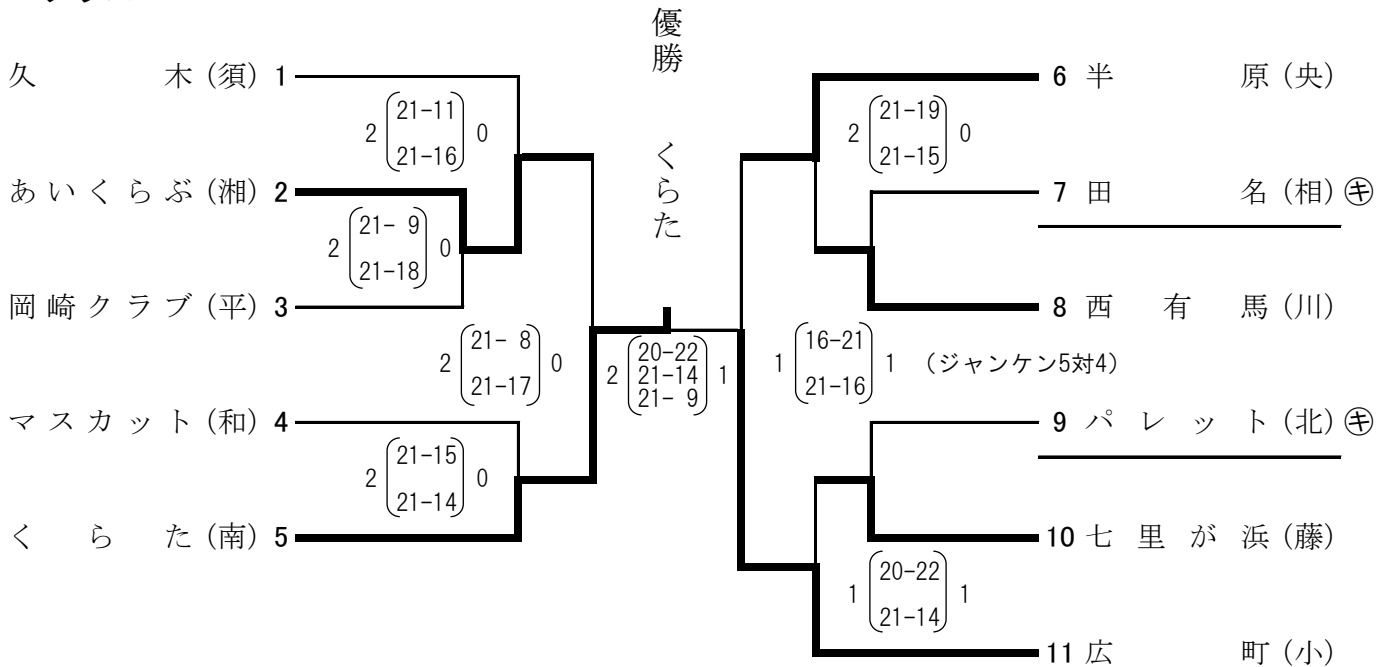 優勝 くらた
久木 (須) 1
2 21-11 0
21-16
あいくらぶ (湘) 2
2 21- 9 0
21-18
岡崎クラブ (平) 3
2 21- 8 0
21-17
マスカット (和) 4
2 21-15 0
21-14
くらた (南) 5
20-22
2 21-14 1
21- 9
6 半原 (央)
2 21-19 0
21-15
7 田名 (相) ㋖
8 西有馬 (川)
1 16-21 1 (ジャンケン5対4)
21-16
9 パレット (北) ㋖
10 七里が浜 (藤)
1 20-22 1
21-14
11 広町 (小)